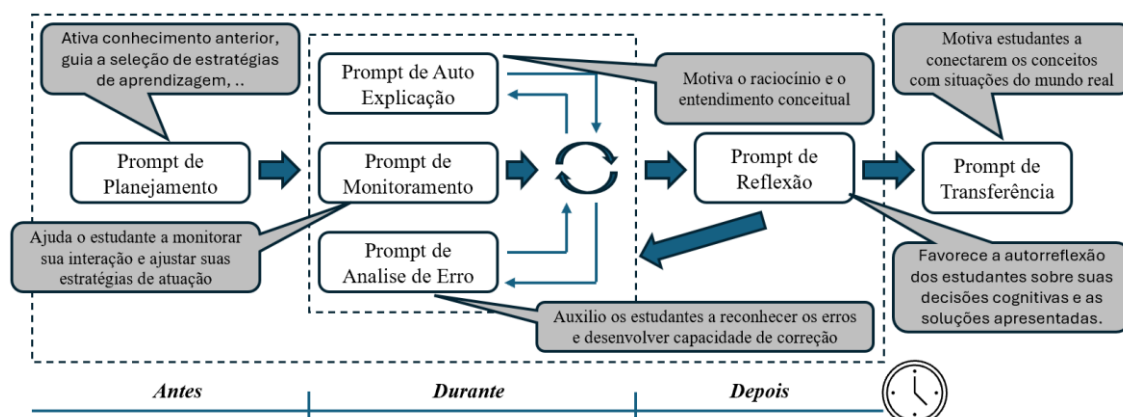 Ativa conhecimento anterior,
guia a seleção de estratégias
de aprendizagem, ..
Prompt de
Planejamento
Ajuda o estudante a monitorar
sua interação e ajustar suas
estratégias de atuação
Prompt de Auto
Explicação
Prompt de
Monitoramento
Prompt de
Analise de Erro
Motiva o raciocínio e o
entendimento conceitual
Auxilio os estudantes a reconhecer os erros
e desenvolver capacidade de correção
Prompt de
Reflexão
Motiva estudantes a
conectarem os conceitos
com situações do mundo real
Prompt de
Transferência
Favorece a autorreflexão
dos estudantes sobre suas
decisões cognitivas e as
soluções apresentadas.
Antes
Durante
Depois